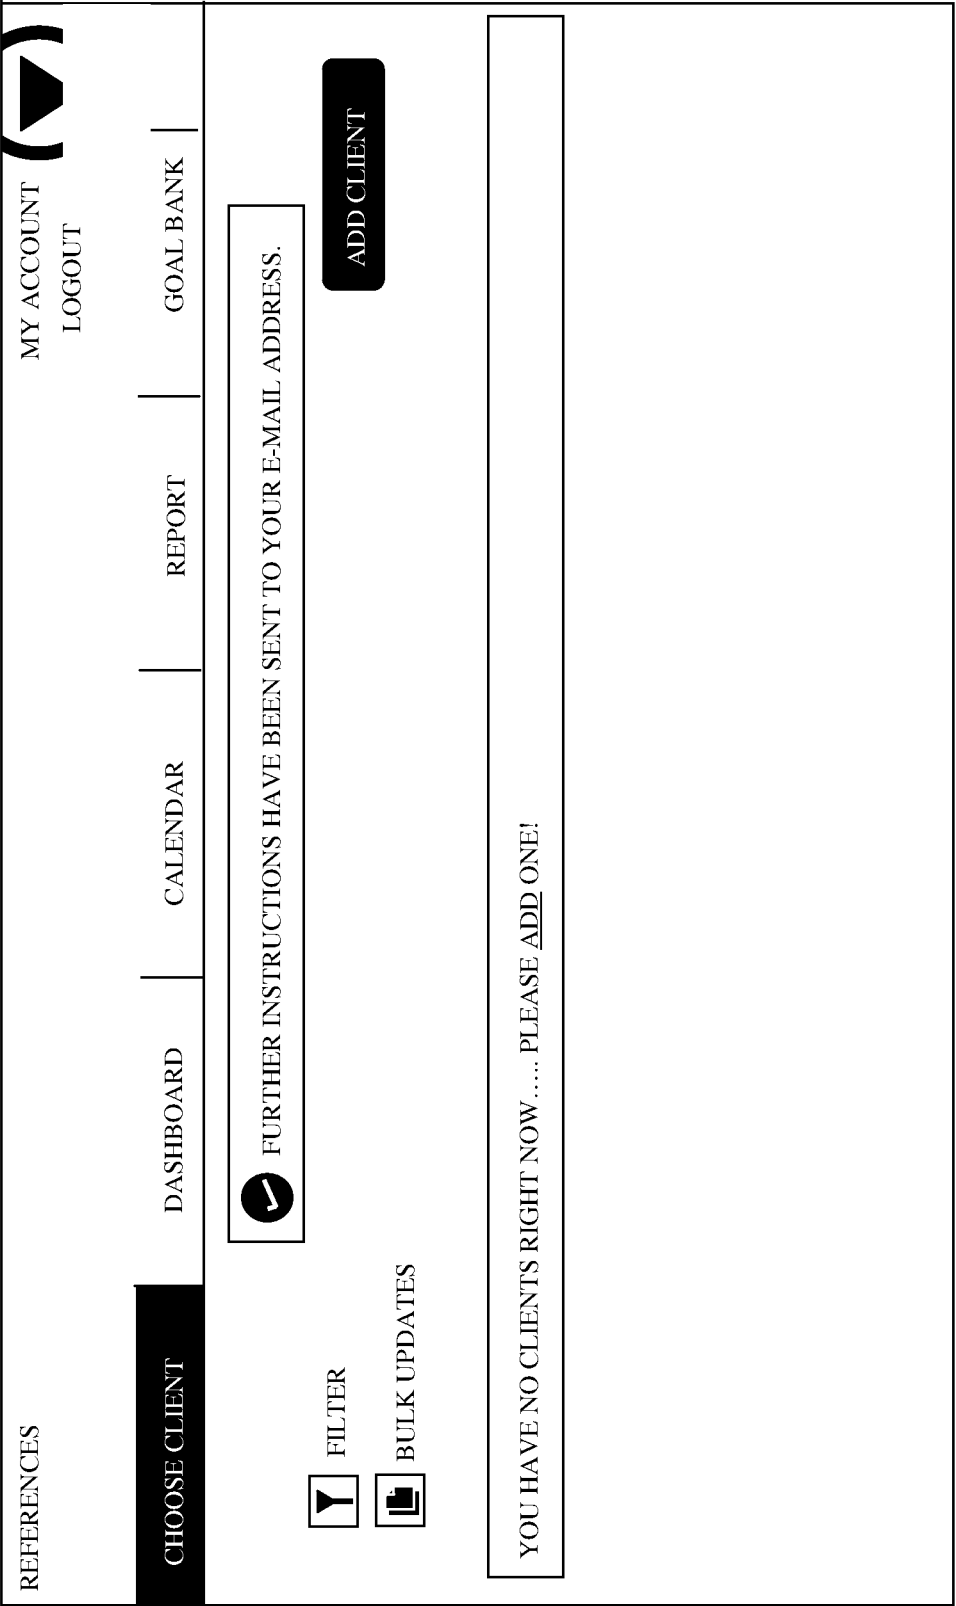 REFERENCES
MY ACCOUNT
LOGOUT
CHOOSE CLIENT
DASHBOARD
CALENDAR
REPORT
GOAL BANK
FURTHER INSTRUCTIONS HAVE BEEN SENT TO YOUR E-MAIL ADDRESS.
FILTER
ADD CLIENT
BULK UPDATES
YOU HAVE NO CLIENTS RIGHT NOW..... PLEASE ADD ONE!